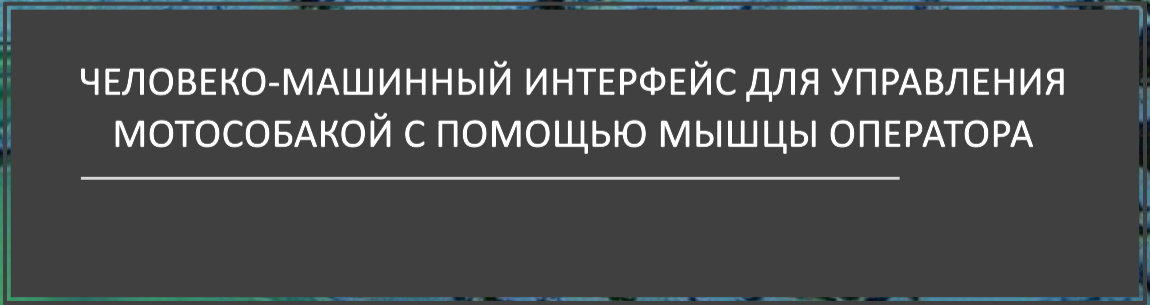 ЧЕЛОВЕКО-МАШИННЫЙ ИНТЕРФЕЙС ДЛЯ УПРАВЛЕНИЯ
МОТОСОБАКОЙ С ПОМОЩЬЮ МЫШЦЫ ОПЕРАТОРА